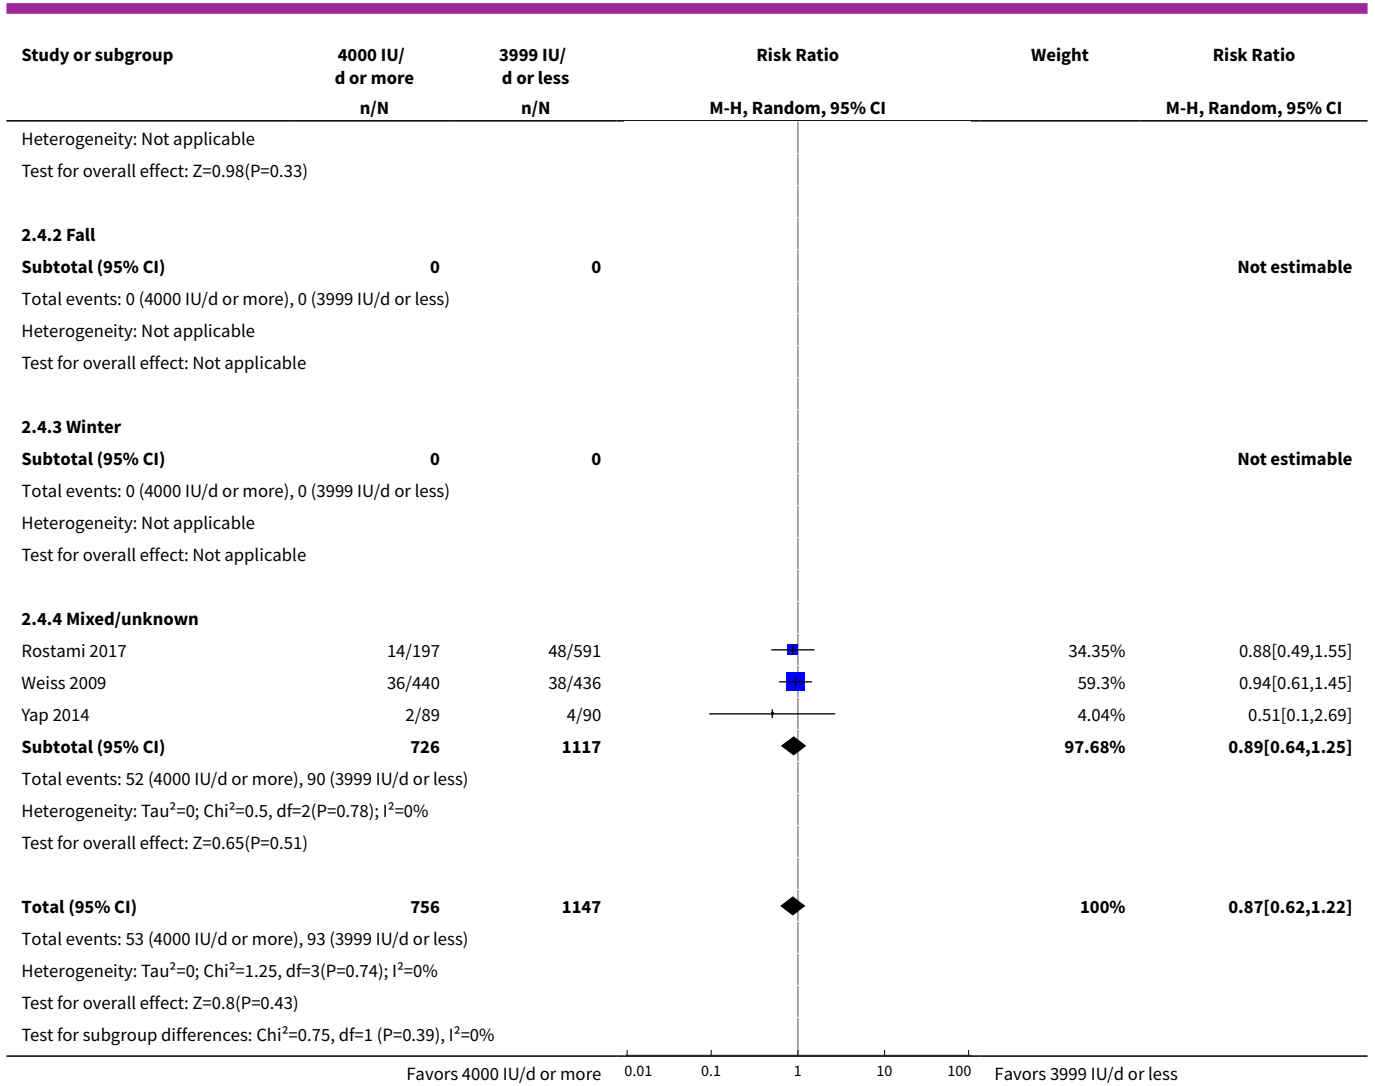 Study or subgroup 4000 IU/ 3999 IU/ Risk Ratio Weight Risk Ratio
d or more d or less
n/N n/N M-H, Random, 95% CI M-H, Random, 95% CI
Heterogeneity: Not applicable
Test for overall effect: Z=0.98(P=0.33)
2.4.2 Fall
Subtotal (95% CI) 0 0 Not estimable
Total events: 0 (4000 IU/d or more), 0 (3999 IU/d or less)
Heterogeneity: Not applicable
Test for overall effect: Not applicable
2.4.3 Winter
Subtotal (95% CI) 0 0 Not estimable
Total events: 0 (4000 IU/d or more), 0 (3999 IU/d or less)
Heterogeneity: Not applicable
Test for overall effect: Not applicable
2.4.4 Mixed/unknown
Rostami 2017 14/197 48/591 34.35% 0.88[0.49,1.55]
Weiss 2009 36/440 38/436 59.3% 0.94[0.61,1.45]
Yap 2014 2/89 4/90 4.04% 0.51[0.1,2.69]
Subtotal (95% CI) 726 1117 97.68% 0.89[0.64,1.25]
Total events: 52 (4000 IU/d or more), 90 (3999 IU/d or less)
Heterogeneity: Tau²=0; Chi²=0.5, df=2(P=0.78); I²=0%
Test for overall effect: Z=0.65(P=0.51)
Total (95% CI) 756 1147 100% 0.87[0.62,1.22]
Total events: 53 (4000 IU/d or more), 93 (3999 IU/d or less)
Heterogeneity: Tau²=0; Chi²=1.25, df=3(P=0.74); I²=0%
Test for overall effect: Z=0.8(P=0.43)
Test for subgroup differences: Chi²=0.75, df=1 (P=0.39), I²=0%
Favors 4000 IU/d or more 0.01 0.1 1 10 100 Favors 3999 IU/d or less